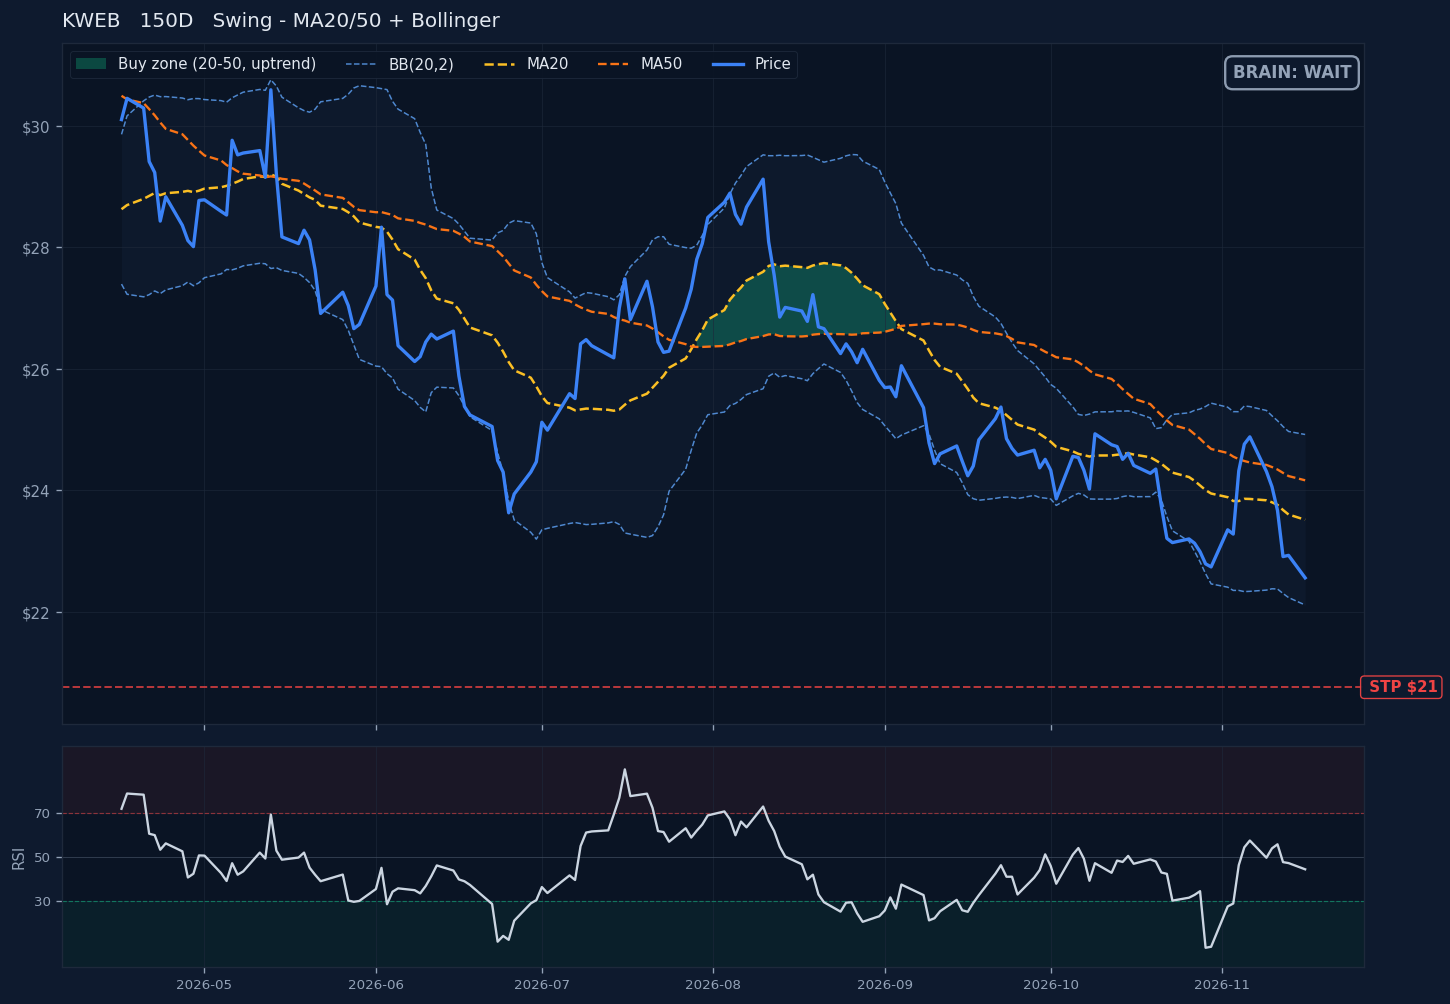 KWEB 150D Swing - MA20/50 + Bollinger
Buy zone (20-50, uptrend) BB(20,2) MA20 MA50 Price
BRAIN: WAIT
$30
$28
$26
$24
$22
STP $21
70
50
30
RSI
2026-05 2026-06 2026-07 2026-08 2026-09 2026-10 2026-11